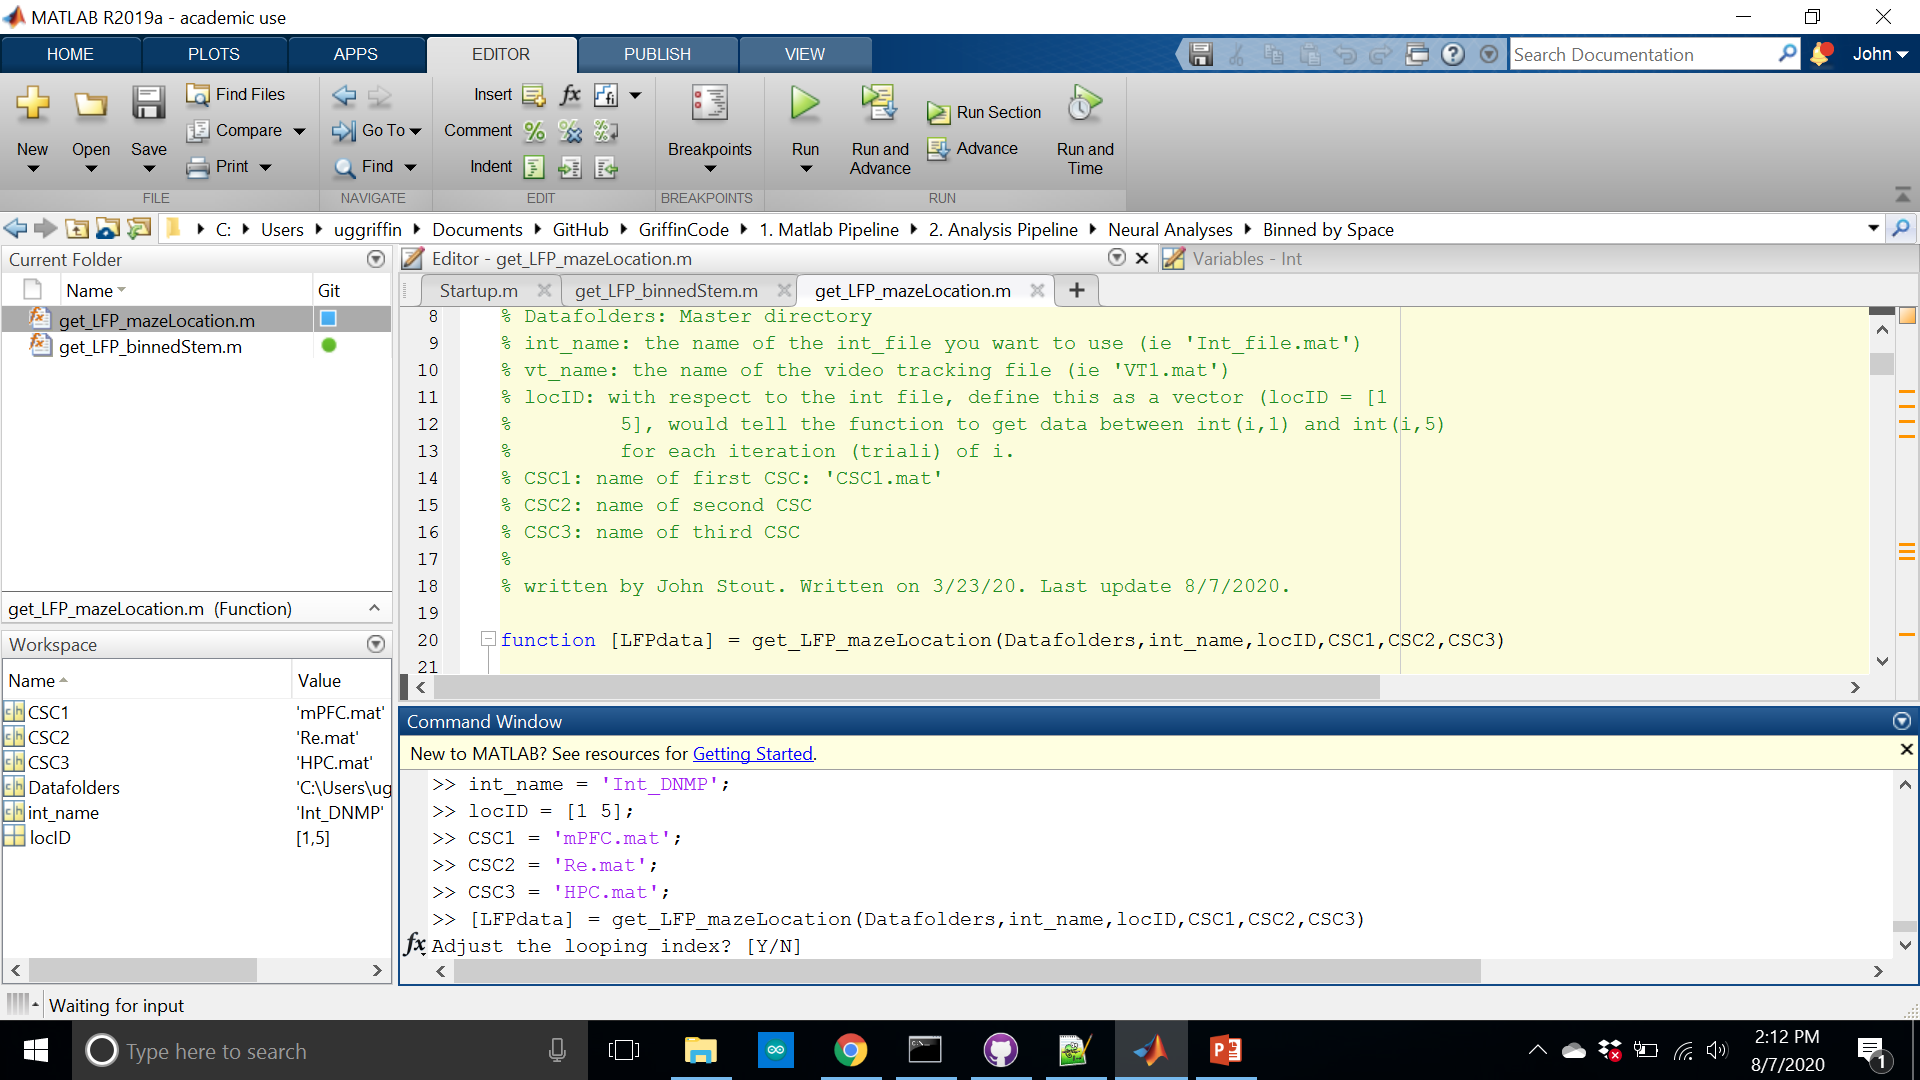 MATLAB R2019a - academic use
HOME PLOTS APPS EDITOR PUBLISH VIEW
Search Documentation
John
New
Open
Save
Find Files
Compare
Print
FILE
Go To
Find
NAVIGATE
Insert
Comment
Indent
EDIT
Breakpoints
BREAKPOINTS
Run
Run and
Advance
Run Section
Advance
Run and
Time
RUN
C: Users uggriffin Documents GitHub GriffinCode 1. Matlab Pipeline 2. Analysis Pipeline Neural Analyses Binned by Space
Current Folder
Name Git
get_LFP_mazeLocation.m
get_LFP_binnedStem.m
get_LFP_mazeLocation.m (Function)
Workspace
Name Value
CSC1 'mPFC.mat'
CSC2 'Re.mat'
CSC3 'HPC.mat'
Datafolders 'C:\Users\ug
int_name 'Int_DNMP'
locID [1,5]
Editor - get_LFP_mazeLocation.m
Variables - Int
Startup.m get_LFP_binnedStem.m get_LFP_mazeLocation.m
8 % Datafolders: Master directory
9 % int_name: the name of the int_file you want to use (ie 'Int_file.mat')
10 % vt_name: the name of the video tracking file (ie 'VT1.mat')
11 % locID: with respect to the int file, define this as a vector (locID = [1
12 % 5], would tell the function to get data between int(i,1) and int(i,5)
13 % for each iteration (triali) of i.
14 % CSC1: name of first CSC: 'CSC1.mat'
15 % CSC2: name of second CSC
16 % CSC3: name of third CSC
17 %
18 % written by John Stout. Written on 3/23/20. Last update 8/7/2020.
19
20 function [LFPdata] = get_LFP_mazeLocation(Datafolders,int_name,locID,CSC1,CSC2,CSC3)
21
Command Window
New to MATLAB? See resources for Getting Started.
>> int_name = 'Int_DNMP';
>> locID = [1 5];
>> CSC1 = 'mPFC.mat';
>> CSC2 = 'Re.mat';
>> CSC3 = 'HPC.mat';
>> [LFPdata] = get_LFP_mazeLocation(Datafolders,int_name,locID,CSC1,CSC2,CSC3)
fx Adjust the looping index? [Y/N]
Waiting for input
Type here to search
2:12 PM
8/7/2020
1